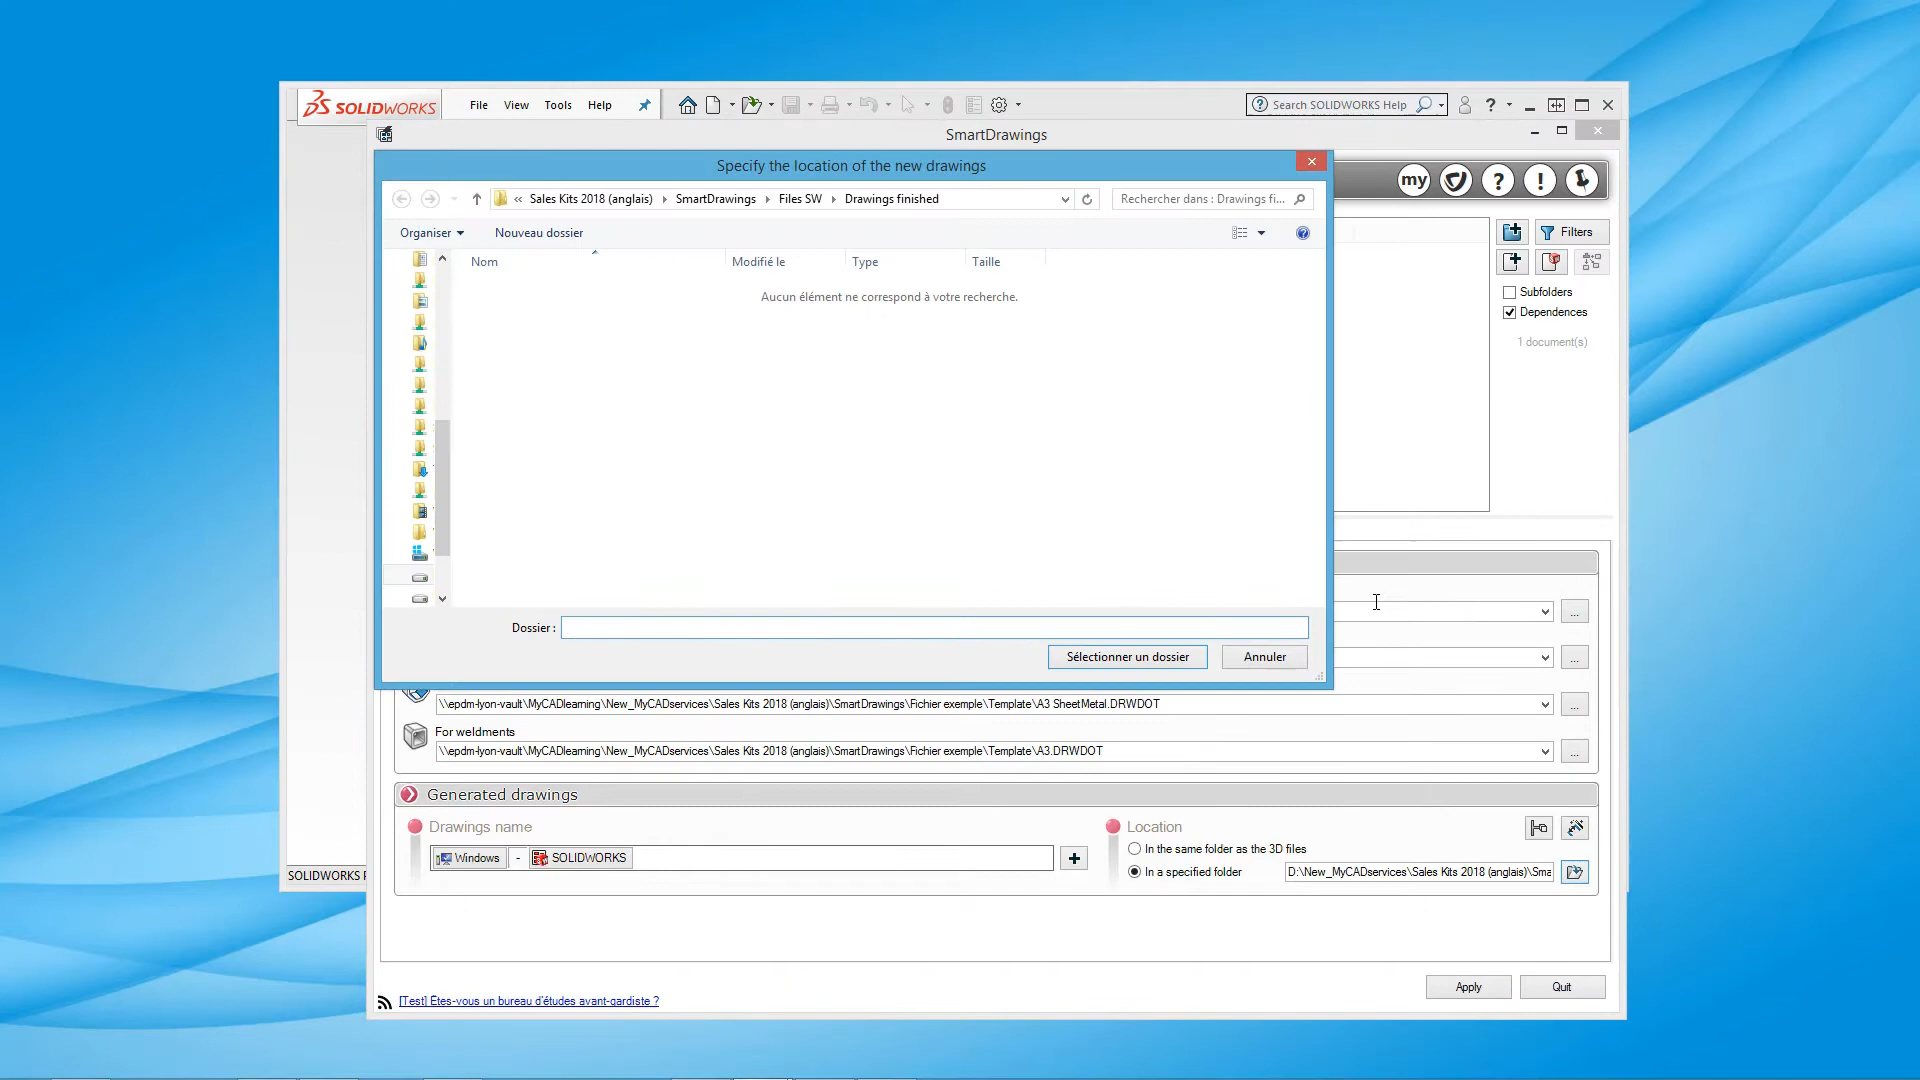 SOLIDWORKS File View Tools Help Search SOLIDWORKS Help ?
SmartDrawings
Specify the location of the new drawings
my ? !
« Sales Kits 2018 (anglais) SmartDrawings Files SW Drawings finished Rechercher dans : Drawings fi...
Organiser Nouveau dossier ?
Filters
Nom Modifié le Type Taille
Aucun élément ne correspond à votre recherche.
Subfolders
Dependences
1 document(s)
Dossier :
...
Sélectionner un dossier Annuler
...
\\epdm-lyon-vault\MyCADlearning\New_MyCADservices\Sales Kits 2018 (anglais)\SmartDrawings\Fichier exemple\Template\A3 SheetMetal.DRWDOT ...
For weldments
\\epdm-lyon-vault\MyCADlearning\New_MyCADservices\Sales Kits 2018 (anglais)\SmartDrawings\Fichier exemple\Template\A3.DRWDOT ...
Generated drawings
Drawings name
Windows - SOLIDWORKS
Location
In the same folder as the 3D files
In a specified folder D:\New_MyCADservices\Sales Kits 2018 (anglais)\Sma
SOLIDWORKS
Apply Quit
[Test] Êtes-vous un bureau d'études avant-gardiste ?